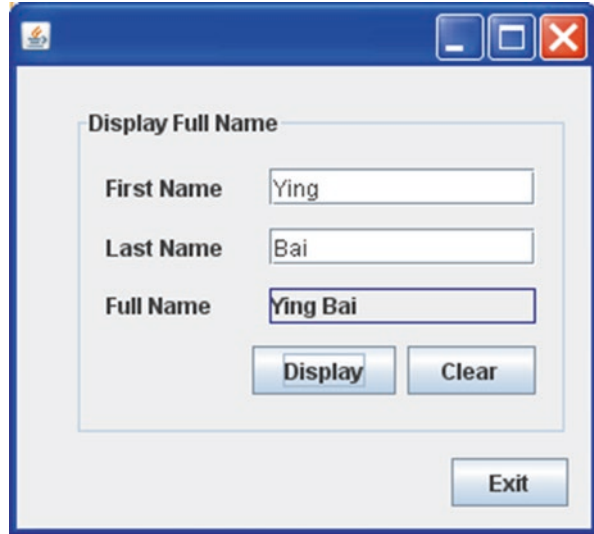 Display Full Name
First Name Ying
Last Name Bai
Full Name Ying Bai
Display Clear
Exit